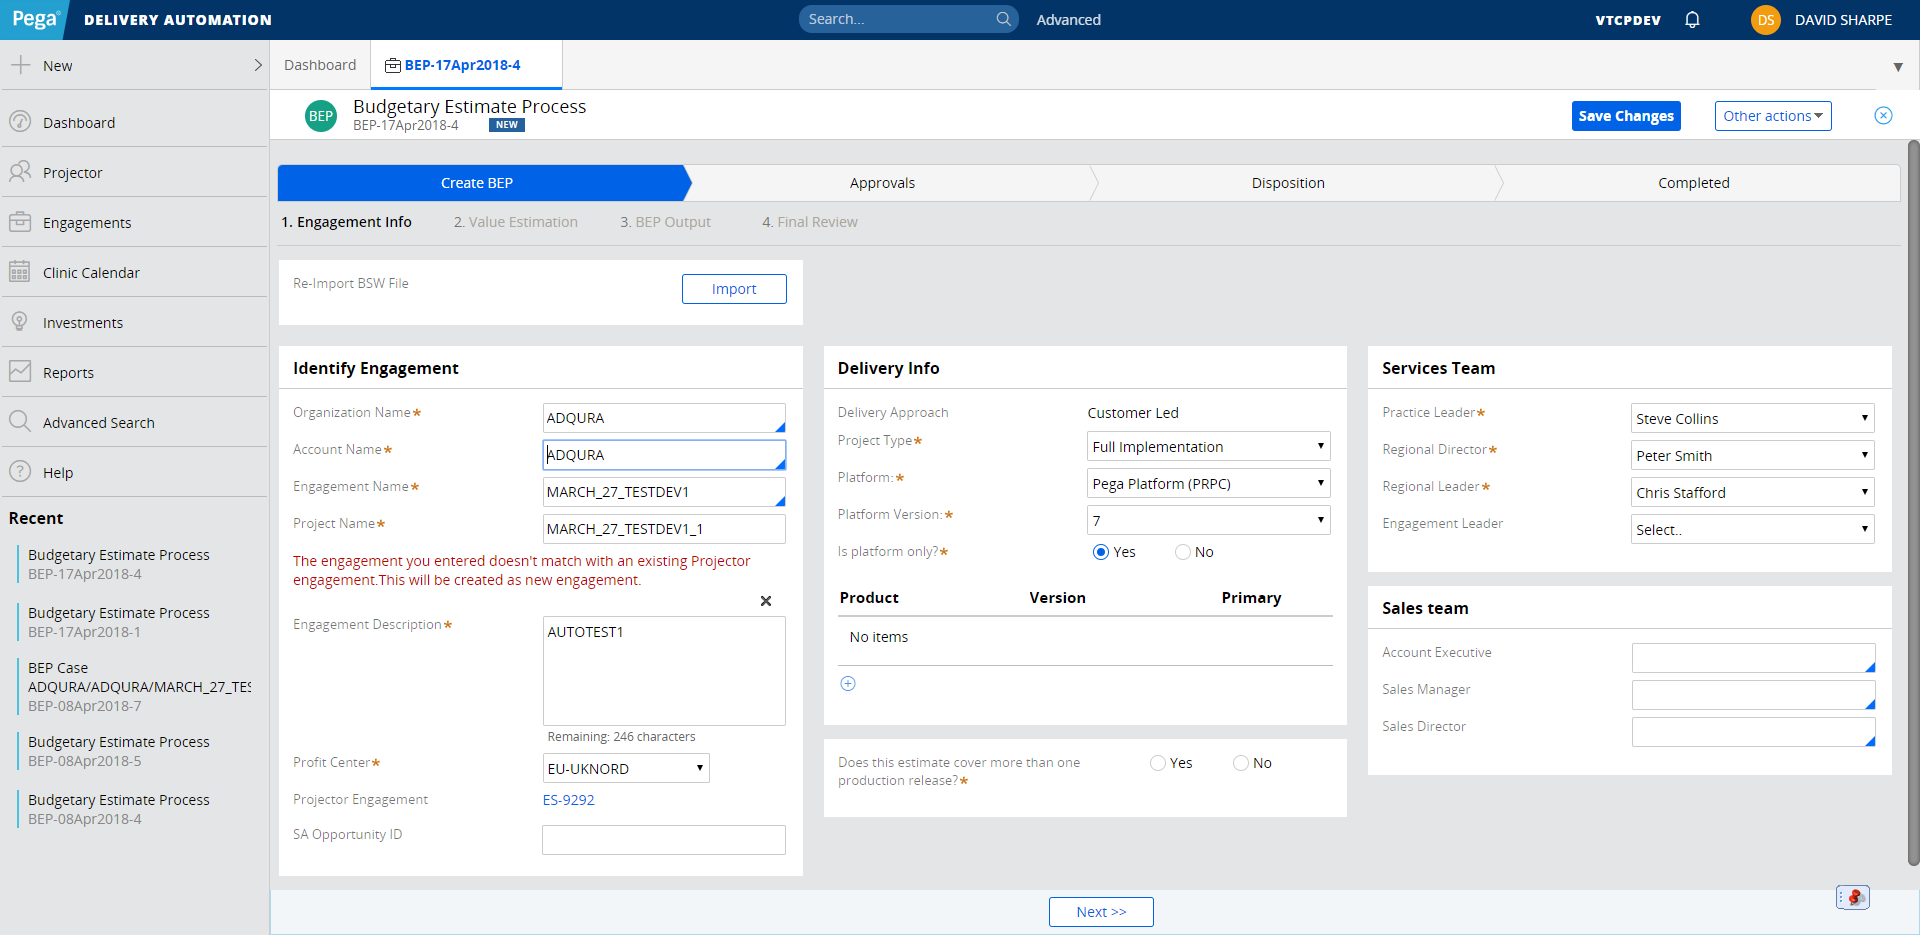 Pega
DELIVERY AUTOMATION
Search...
Advanced
VTCPDEV
DS
DAVID SHARPE
New
Dashboard
Projector
Engagements
Clinic Calendar
Investments
Reports
Advanced Search
Help
Recent
Budgetary Estimate Process
BEP-17Apr2018-4
Budgetary Estimate Process
BEP-17Apr2018-1
BEP Case
ADQURA/ADQURA/MARCH_27_TES
BEP-08Apr2018-7
Budgetary Estimate Process
BEP-08Apr2018-5
Budgetary Estimate Process
BEP-08Apr2018-4
Dashboard
BEP-17Apr2018-4
BEP
Budgetary Estimate Process
BEP-17Apr2018-4
NEW
Save Changes
Other actions
Create BEP
Approvals
Disposition
Completed
1. Engagement Info
2. Value Estimation
3. BEP Output
4. Final Review
Re-Import BSW File
Import
Identify Engagement
Organization Name* ADQURA
Account Name* ADQURA
Engagement Name* MARCH_27_TESTDEV1
Project Name* MARCH_27_TESTDEV1_1
The engagement you entered doesn't match with an existing Projector
engagement.This will be created as new engagement.
Engagement Description* AUTOTEST1
Remaining: 246 characters
Profit Center* EU-UKNORD
Projector Engagement ES-9292
SA Opportunity ID
Delivery Info
Delivery Approach Customer Led
Project Type* Full Implementation
Platform:* Pega Platform (PRPC)
Platform Version:* 7
Is platform only?* Yes No
Product Version Primary
No items
Does this estimate cover more than one
production release?*
Yes No
Services Team
Practice Leader* Steve Collins
Regional Director* Peter Smith
Regional Leader* Chris Stafford
Engagement Leader Select..
Sales team
Account Executive
Sales Manager
Sales Director
Next >>